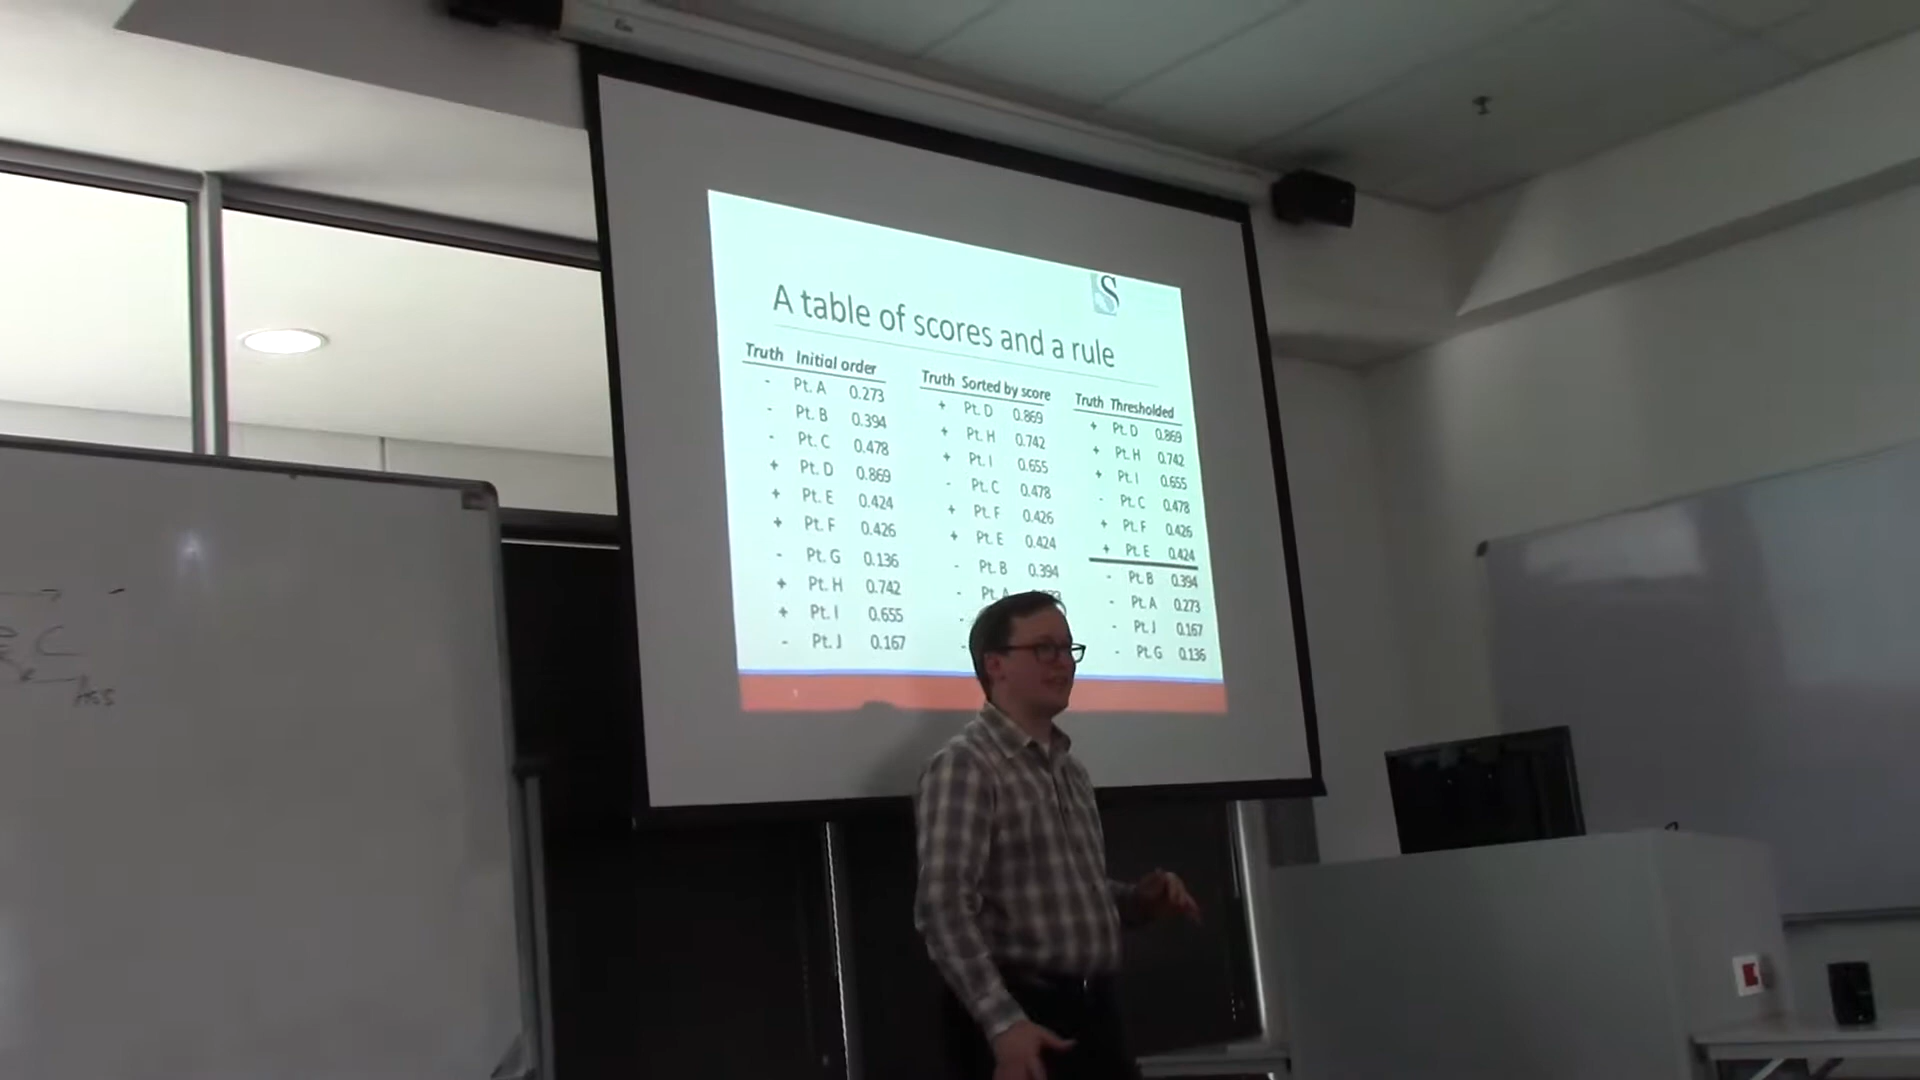 S
A table of scores and a rule
Truth Initial order
- Pt. A 0.273
- Pt. B 0.394
- Pt. C 0.478
+ Pt. D 0.869
+ Pt. E 0.424
+ Pt. F 0.426
- Pt. G 0.136
+ Pt. H 0.742
+ Pt. I 0.655
- Pt. J 0.167
Truth Sorted by score
+ Pt. D 0.869
+ Pt. H 0.742
+ Pt. I 0.655
- Pt. C 0.478
+ Pt. F 0.426
+ Pt. E 0.424
- Pt. B 0.394
- Pt. A
-
-
Truth Thresholded
+ Pt. D 0.869
+ Pt. H 0.742
+ Pt. I 0.655
- Pt. C 0.478
+ Pt. F 0.426
+ Pt. E 0.424
- Pt. B 0.394
- Pt. A 0.273
- Pt. J 0.167
- Pt. G 0.136